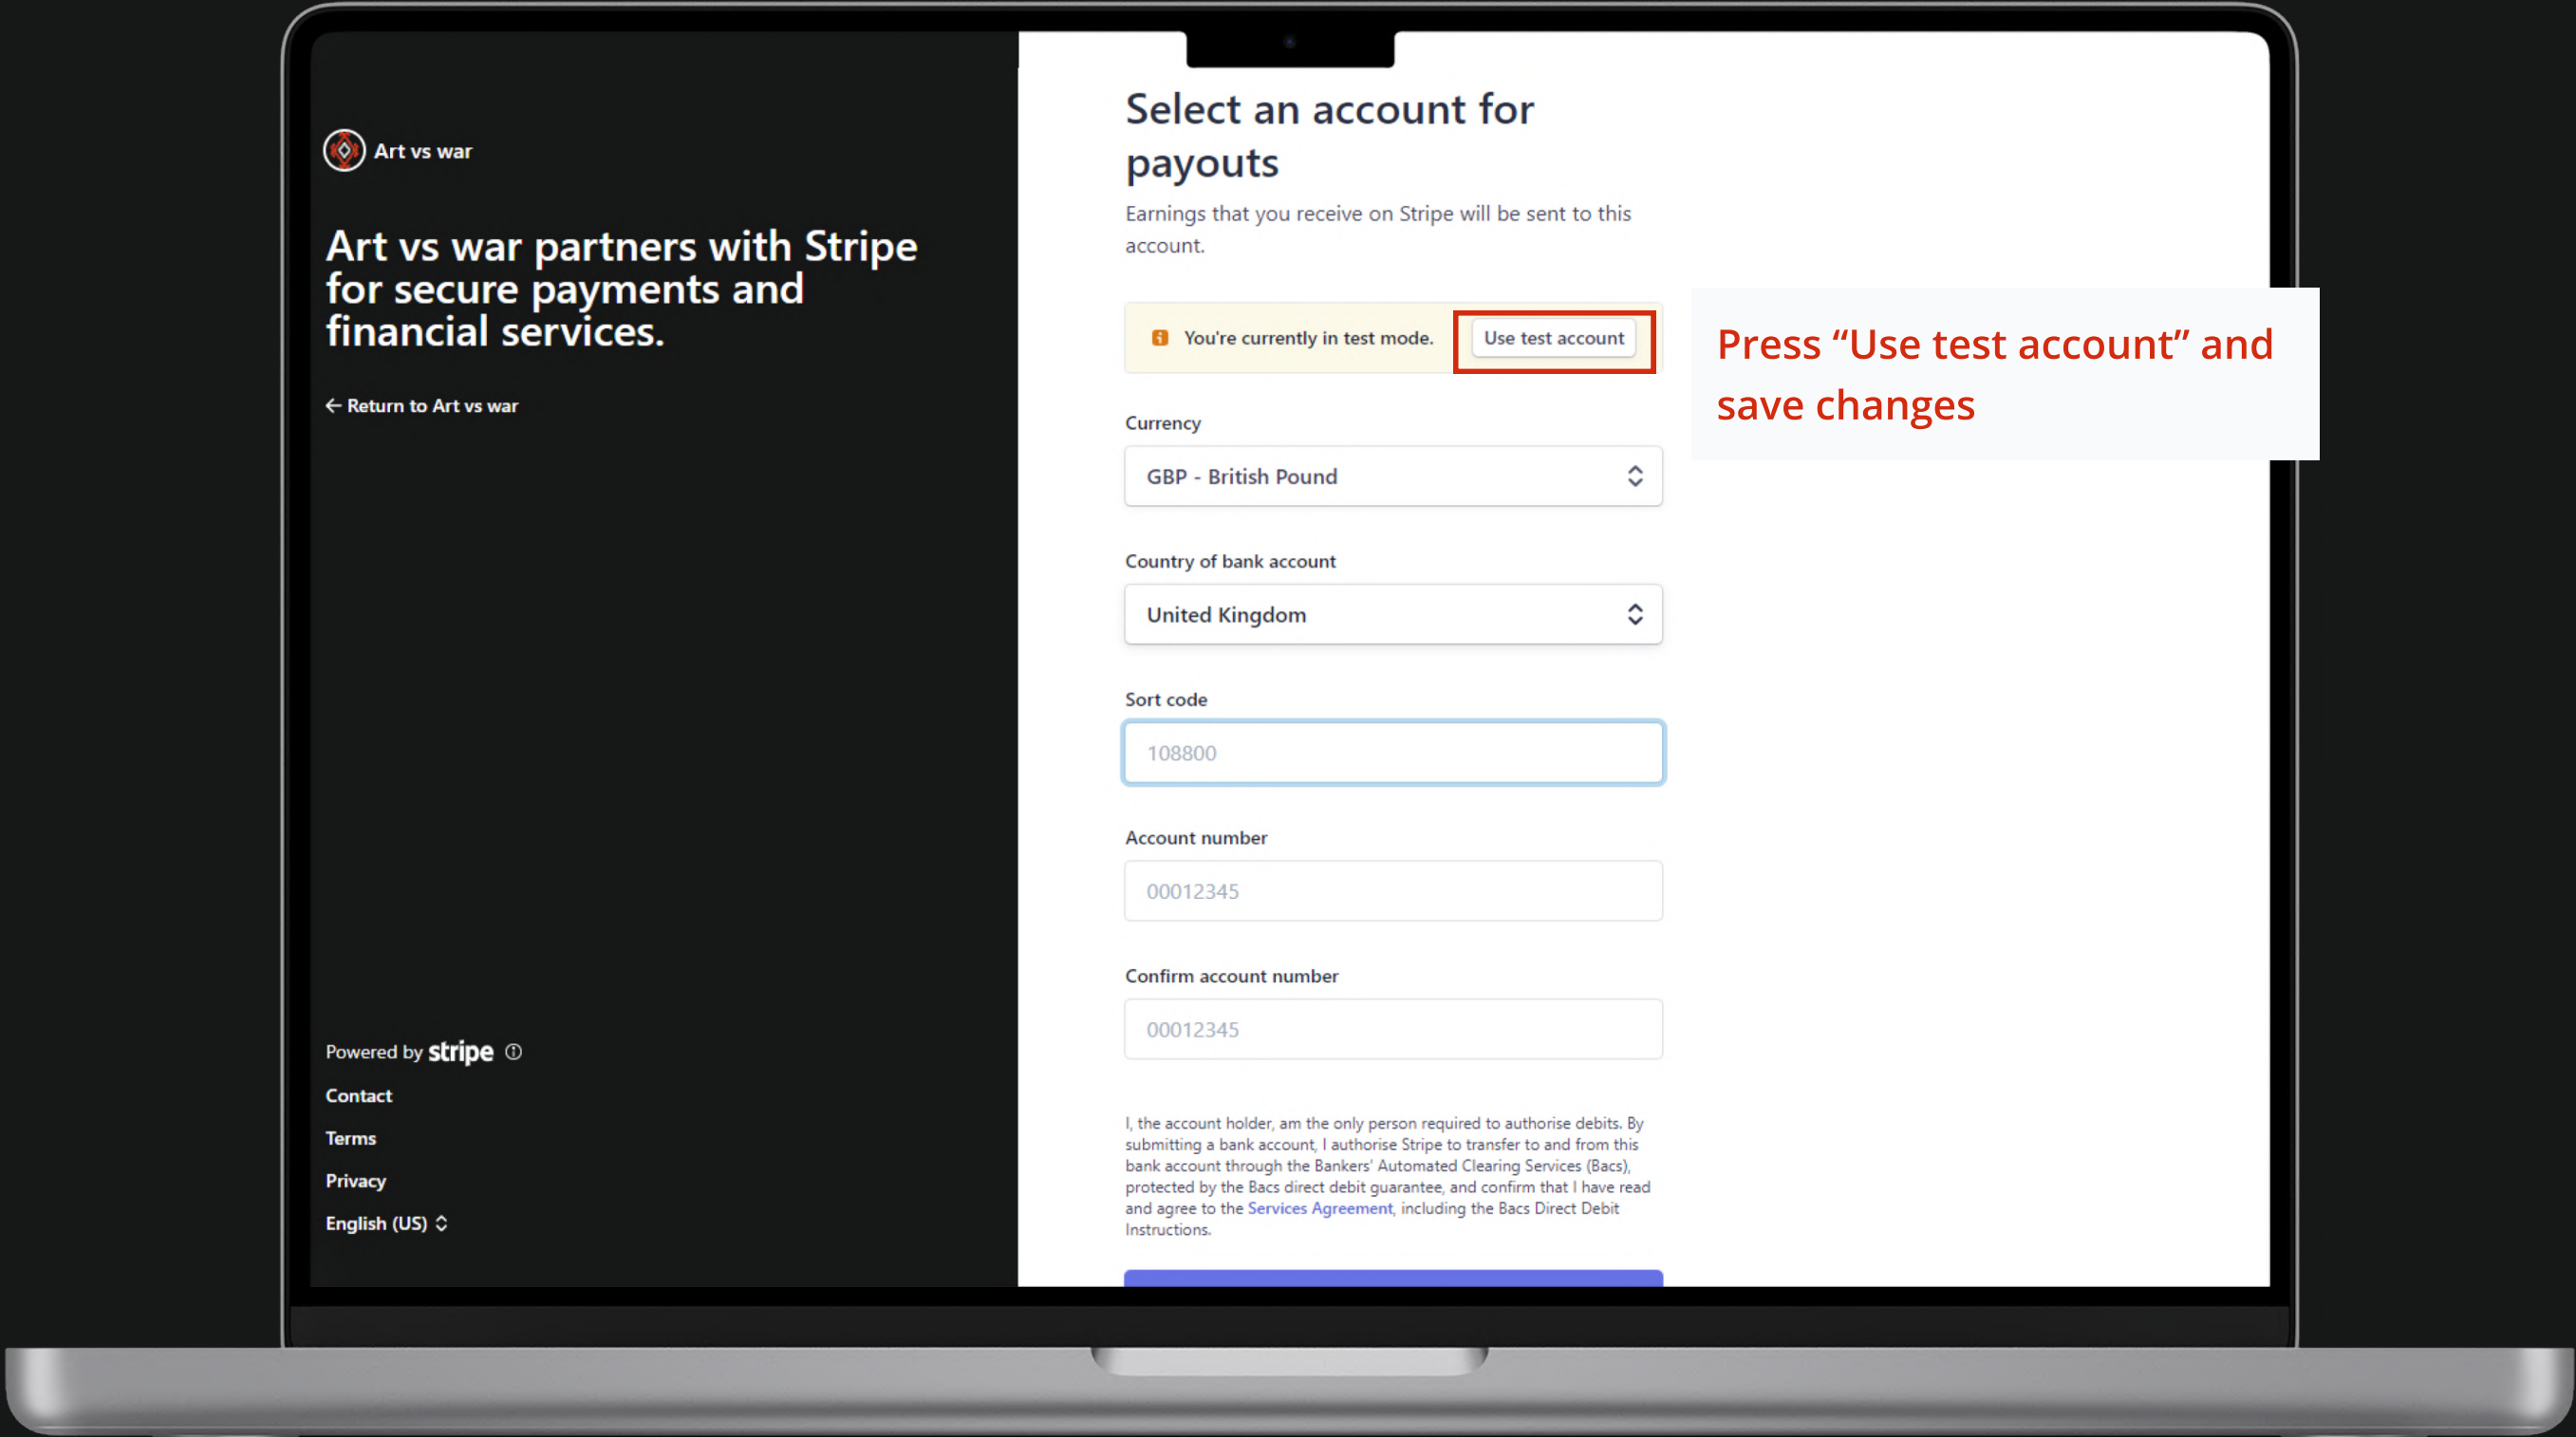 Art vs war
Art vs war partners with Stripe
for secure payments and
financial services.
← Return to Art vs war
Powered by stripe
Contact
Terms
Privacy
English (US)
Select an account for
payouts
Earnings that you receive on Stripe will be sent to this
account.
You're currently in test mode.
Use test account
Press “Use test account” and
save changes
Currency
GBP - British Pound
Country of bank account
United Kingdom
Sort code
108800
Account number
00012345
Confirm account number
00012345
I, the account holder, am the only person required to authorise debits. By
submitting a bank account, I authorise Stripe to transfer to and from this
bank account through the Bankers' Automated Clearing Services (Bacs),
protected by the Bacs direct debit guarantee, and confirm that I have read
and agree to the Services Agreement, including the Bacs Direct Debit
Instructions.